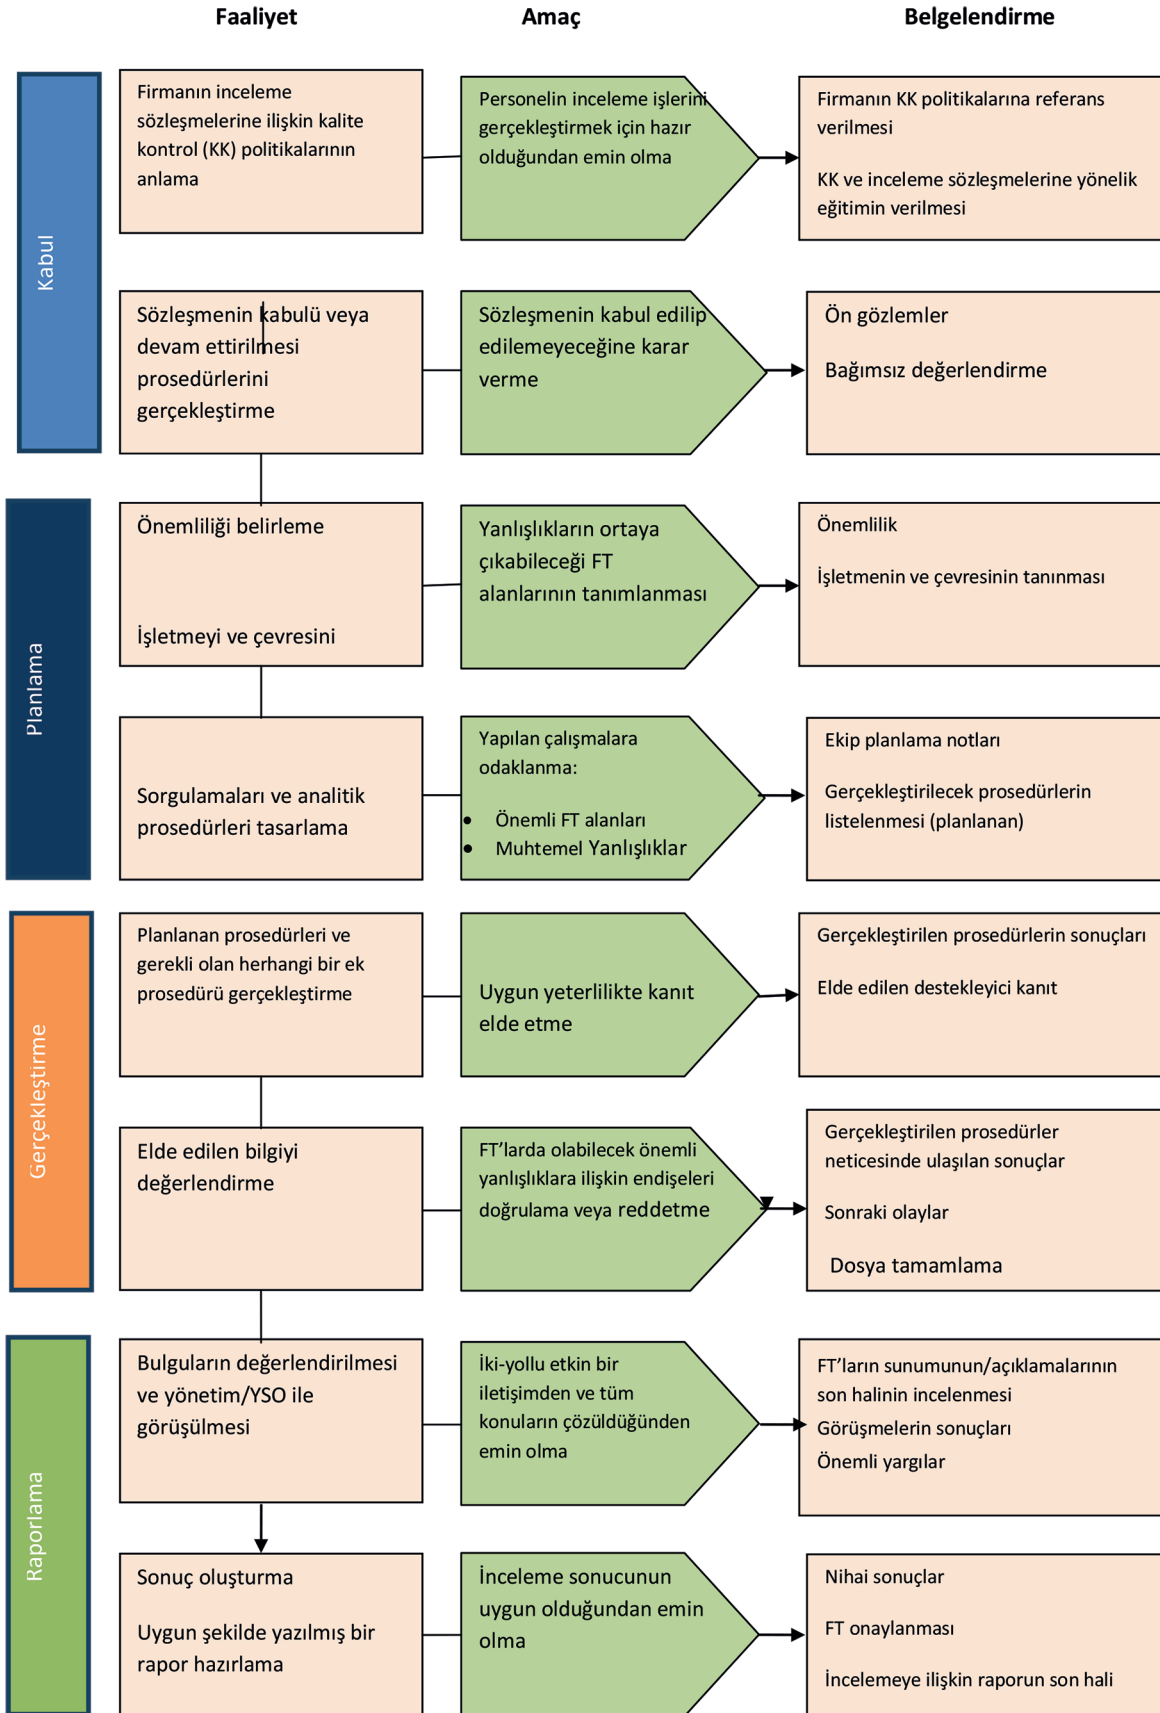 Faaliyet
Amaç
Belgelendirme
Kabul
Firmanın inceleme
sözleşmelerine ilişkin kalite
kontrol (KK) politikalarının
anlama
Personelin inceleme işlerini
gerçekleştirmek için hazır
olduğundan emin olma
Firmanın KK politikalarına referans
verilmesi
KK ve inceleme sözleşmelerine yönelik
eğitimin verilmesi
Sözleşmenin kabulü veya
devam ettirilmesi
prosedürlerini
gerçekleştirme
Sözleşmenin kabul edilip
edilemeyeceğine karar
verme
Ön gözlemler
Bağımsız değerlendirme
Planlama
Önemliliği belirleme
İşletmeyi ve çevresini
Yanlışlıkların ortaya
çıkabileceği FT
alanlarının tanımlanması
Önemlilik
İşletmenin ve çevresinin tanınması
Sorgulamaları ve analitik
prosedürleri tasarlama
Yapılan çalışmalara
odaklanma:
• Önemli FT alanları
• Muhtemel Yanlışlıklar
Ekip planlama notları
Gerçekleştirilecek prosedürlerin
listelenmesi (planlanan)
Gerçekleştirme
Planlanan prosedürleri ve
gerekli olan herhangi bir ek
prosedürü gerçekleştirme
Uygun yeterlilikte kanıt
elde etme
Gerçekleştirilen prosedürlerin sonuçları
Elde edilen destekleyici kanıt
Elde edilen bilgiyi
değerlendirme
FT’larda olabilecek önemli
yanlışlıklara ilişkin endişeleri
doğrulama veya reddetme
Gerçekleştirilen prosedürler
neticesinde ulaşılan sonuçlar
Sonraki olaylar
Dosya tamamlama
Raporlama
Bulguların değerlendirilmesi
ve yönetim/YSO ile
görüşülmesi
İki-yollu etkin bir
iletişimden ve tüm
konuların çözüldüğünden
emin olma
FT’ların sunumunun/açıklamalarının
son halinin incelenmesi
Görüşmelerin sonuçları
Önemli yargılar
Sonuç oluşturma
Uygun şekilde yazılmış bir
rapor hazırlama
İnceleme sonucunun
uygun olduğundan emin
olma
Nihai sonuçlar
FT onaylanması
İncelemeye ilişkin raporun son hali